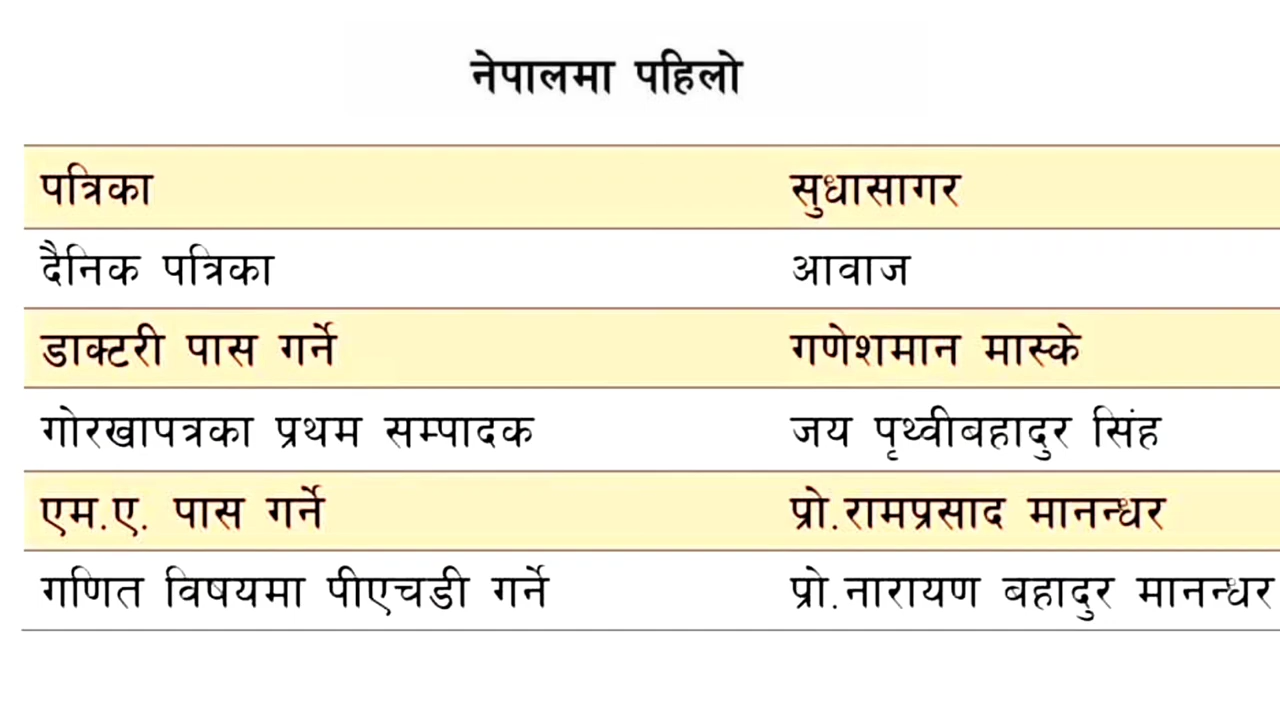 नेपालमा पहिलो
पत्रिका सुधासागर
दैनिक पत्रिका आवाज
डाक्टरी पास गर्ने गणेशमान मास्के
गोरखापत्रका प्रथम सम्पादक जय पृथ्वीबहादुर सिंह
एम.ए. पास गर्ने प्रो.रामप्रसाद मानन्धर
गणित विषयमा पीएचडी गर्ने प्रो.नारायण बहादुर मानन्धर